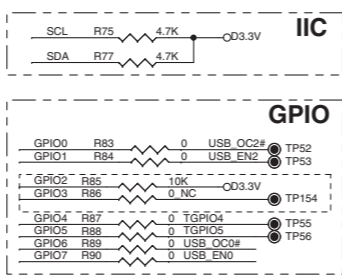 IIC
SCL R75 4.7K
D3.3V
SDA R77 4.7K
GPIO
GPIO0 R83 0 USB_OC2# TP52
GPIO1 R84 0 USB_EN2 TP53
GPIO2 R85 10K D3.3V
GPIO3 R86 0_NC TP154
GPIO4 R87 0 TGPIO4 TP55
GPIO5 R88 0 TGPIO5 TP56
GPIO6 R89 0 USB_OC0#
GPIO7 R90 0 USB_EN0